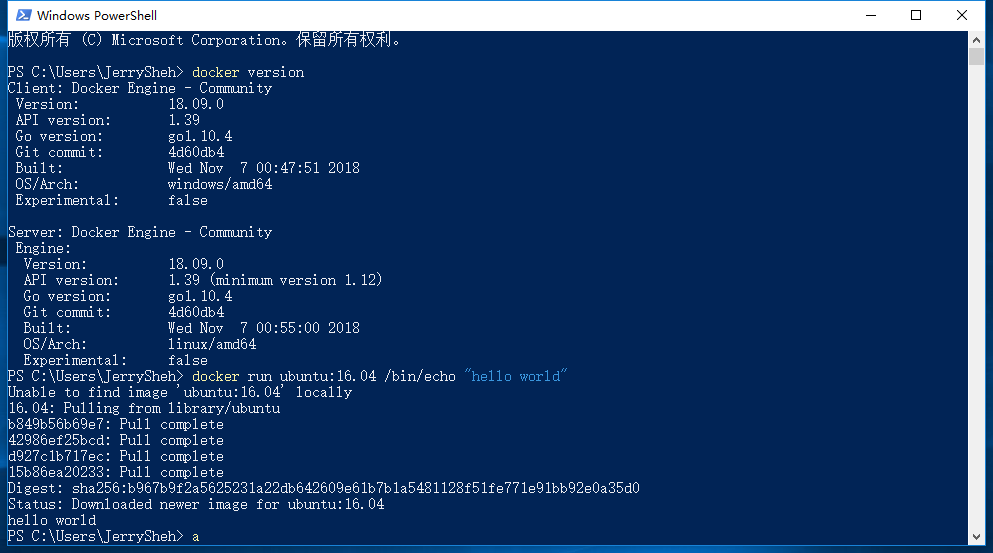 Windows PowerShell
版权所有 (C) Microsoft Corporation。保留所有权利。
PS C:\Users\JerrySheh> docker version
Client: Docker Engine - Community
Version: 18.09.0
API version: 1.39
Go version: go1.10.4
Git commit: 4d60db4
Built: Wed Nov  7 00:47:51 2018
OS/Arch: windows/amd64
Experimental: false
Server: Docker Engine - Community
Engine:
Version: 18.09.0
API version: 1.39 (minimum version 1.12)
Go version: go1.10.4
Git commit: 4d60db4
Built: Wed Nov  7 00:55:00 2018
OS/Arch: linux/amd64
Experimental: false
PS C:\Users\JerrySheh> docker run ubuntu:16.04 /bin/echo "hello world"
Unable to find image 'ubuntu:16.04' locally
16.04: Pulling from library/ubuntu
b849b56b69e7: Pull complete
42986ef25bcd: Pull complete
d927c1b717ec: Pull complete
15b86ea20233: Pull complete
Digest: sha256:b967b9f2a5625231a22db642609e61b7b1a5481128f51fe771e91bb92e0a35d0
Status: Downloaded newer image for ubuntu:16.04
hello world
PS C:\Users\JerrySheh> a